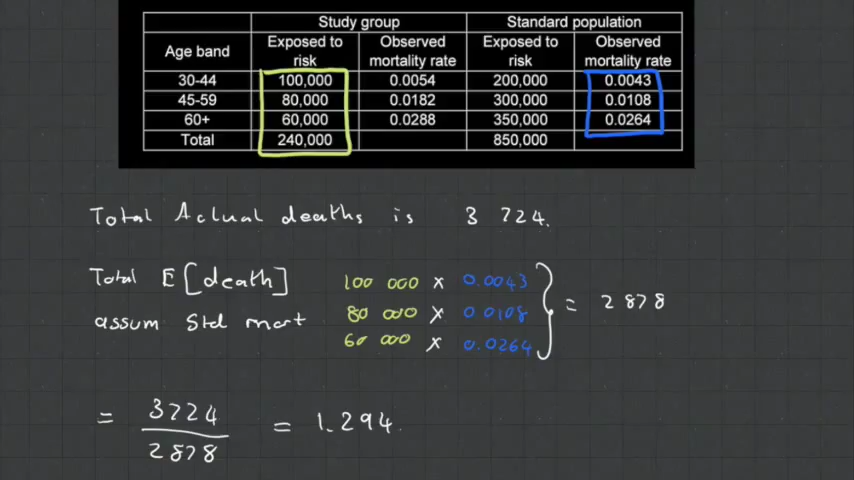 Study group Standard population
Age band Exposed to risk Observed mortality rate Exposed to risk Observed mortality rate
30-44 100,000 0.0054 200,000 0.0043
45-59 80,000 0.0182 300,000 0.0108
60+ 60,000 0.0288 350,000 0.0264
Total 240,000 850,000
Total Actual deaths is 3 724.
Total E[death] 100 000 x 0.0043
assum Std mort 80 000 x 0.0108 = 2 878
60 000 x 0.0264
= 3724 / 2878 = 1.294.